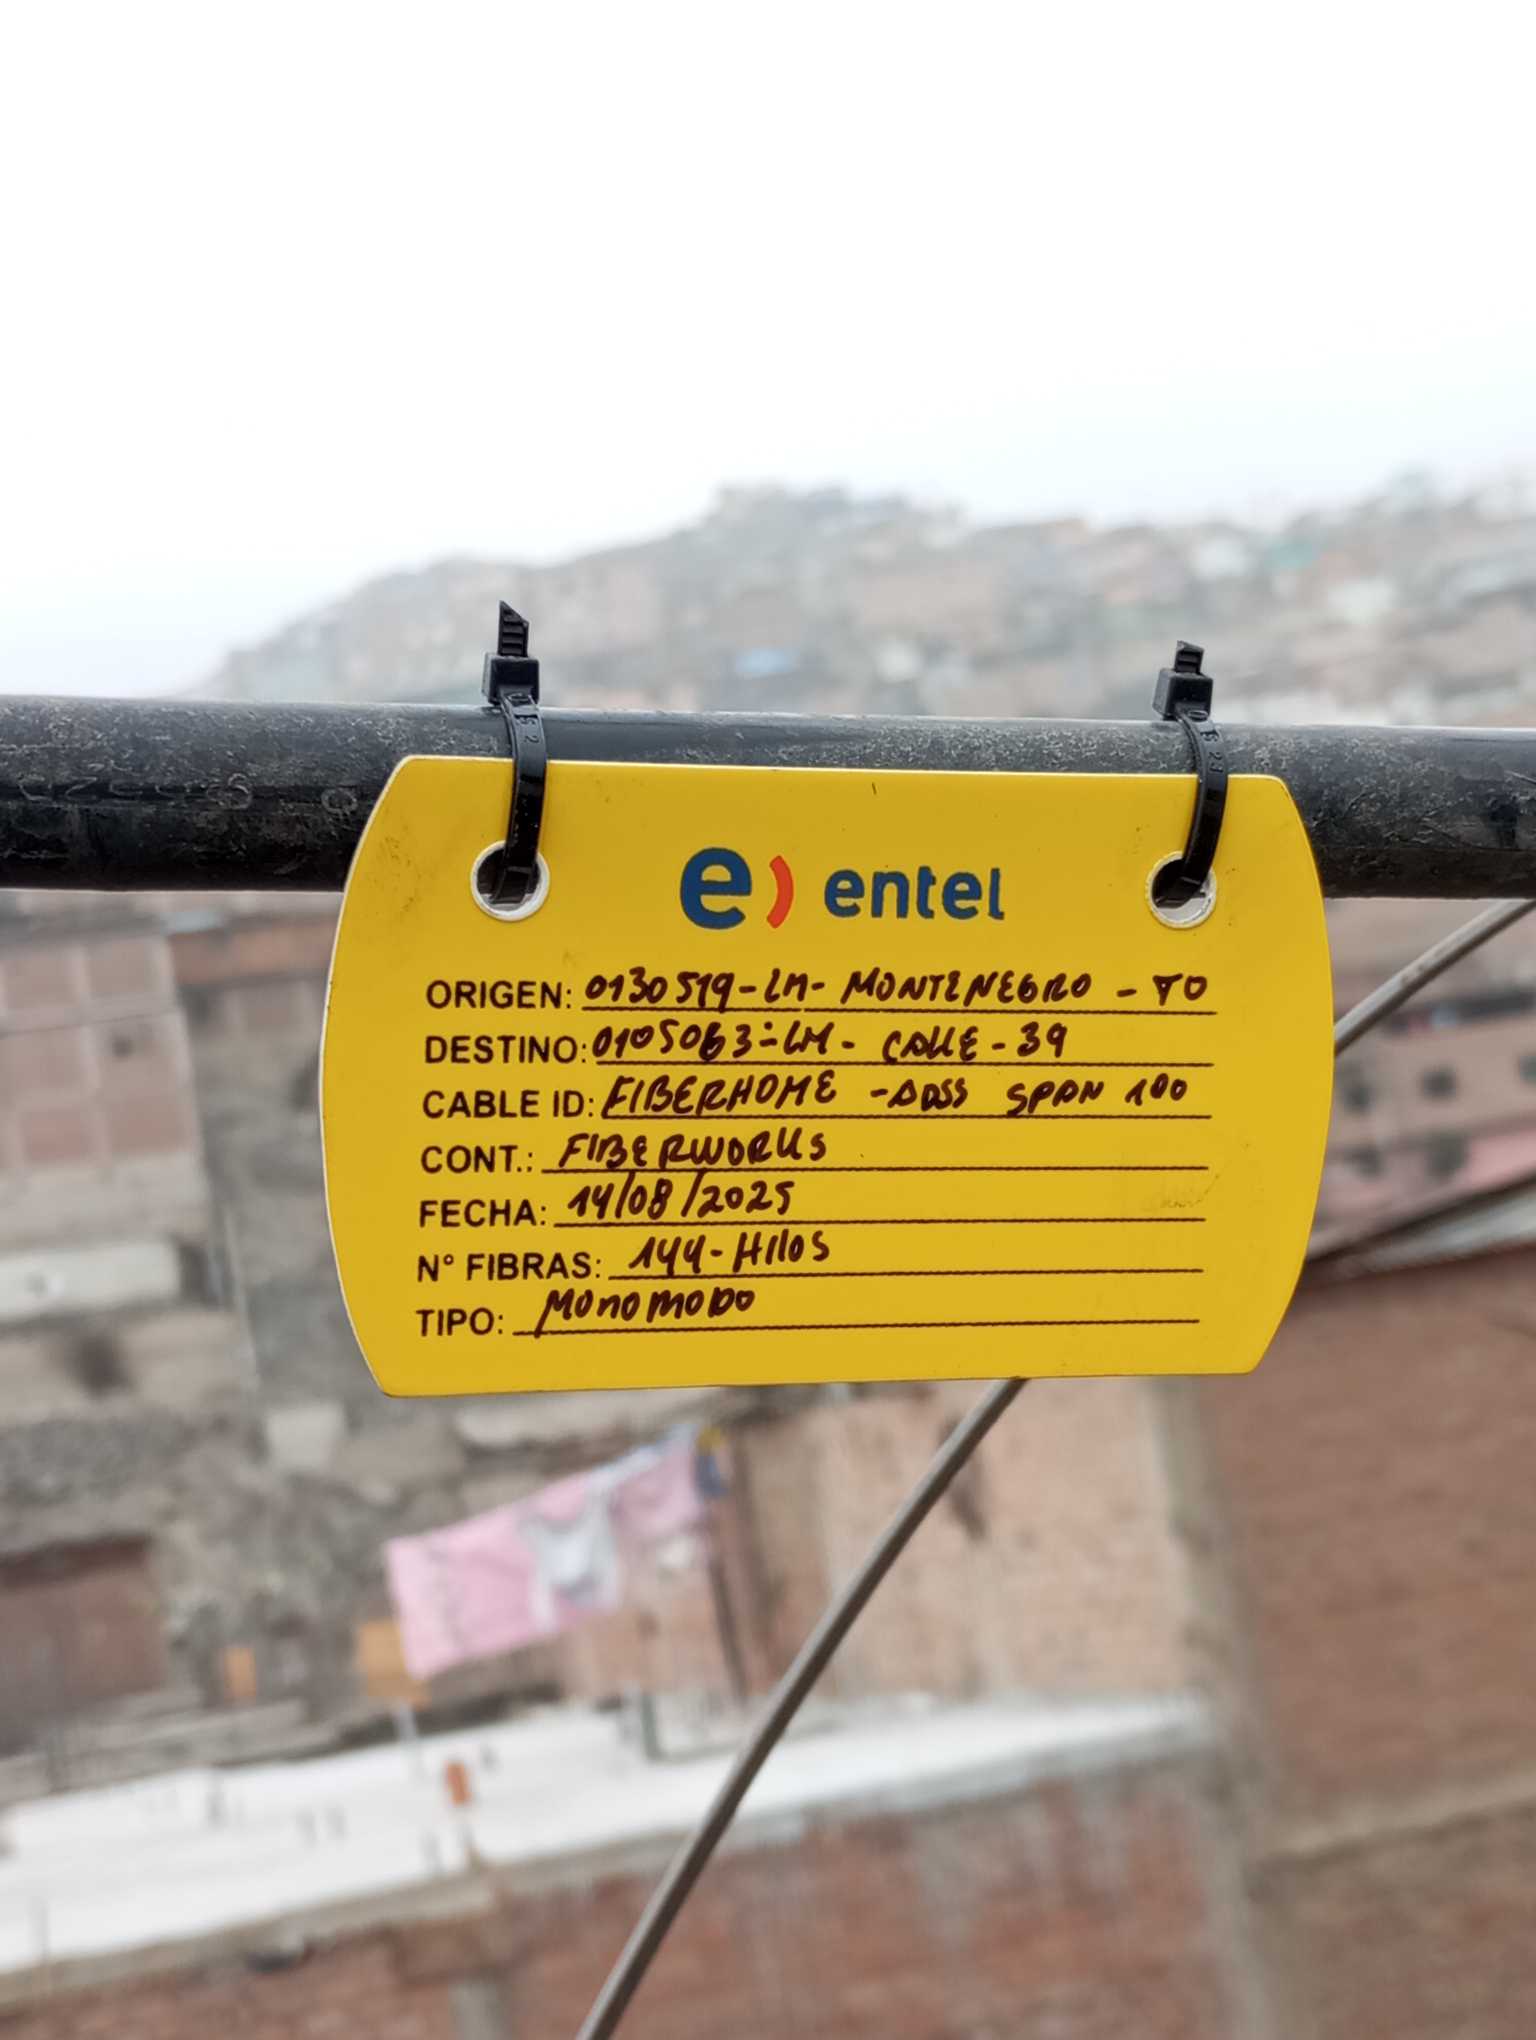 e) entel
ORIGEN: 0130519-LM- MONTENEGRO - TO
DESTINO: 0105063-LM- CALLE-39
CABLE ID: FIBERHOME -ADSS SPAN 100
CONT.: FIBERWORKS
FECHA: 14/08/2025
N° FIBRAS: 144-HILOS
TIPO: MONOMODO